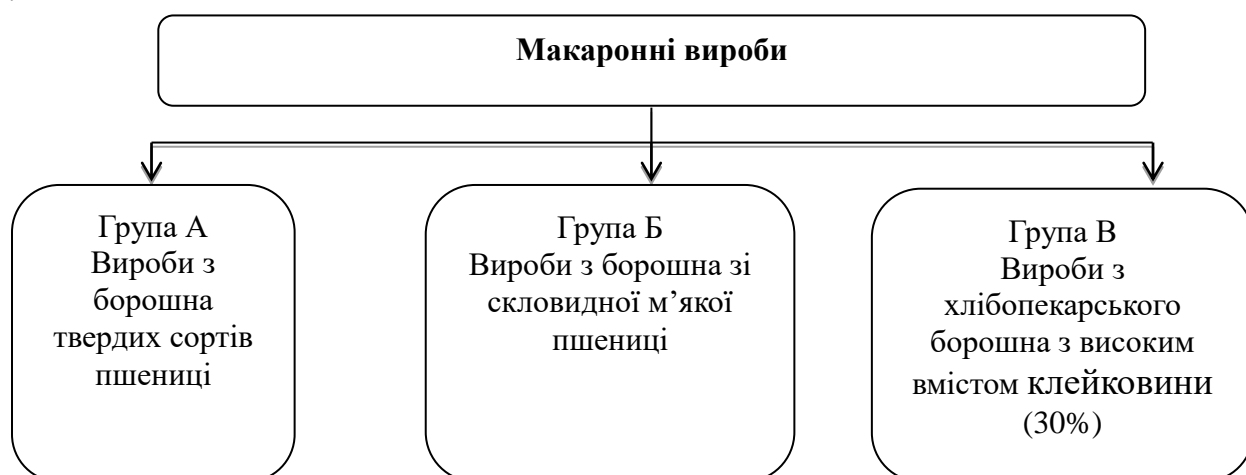 Макаронні вироби
Група А
Вироби з
борошна
твердих сортів
пшениці
Група Б
Вироби з борошна зі
скловидної м’якої
пшениці
Група В
Вироби з
хлібопекарського
борошна з високим
вмістом клейковини
(30%)